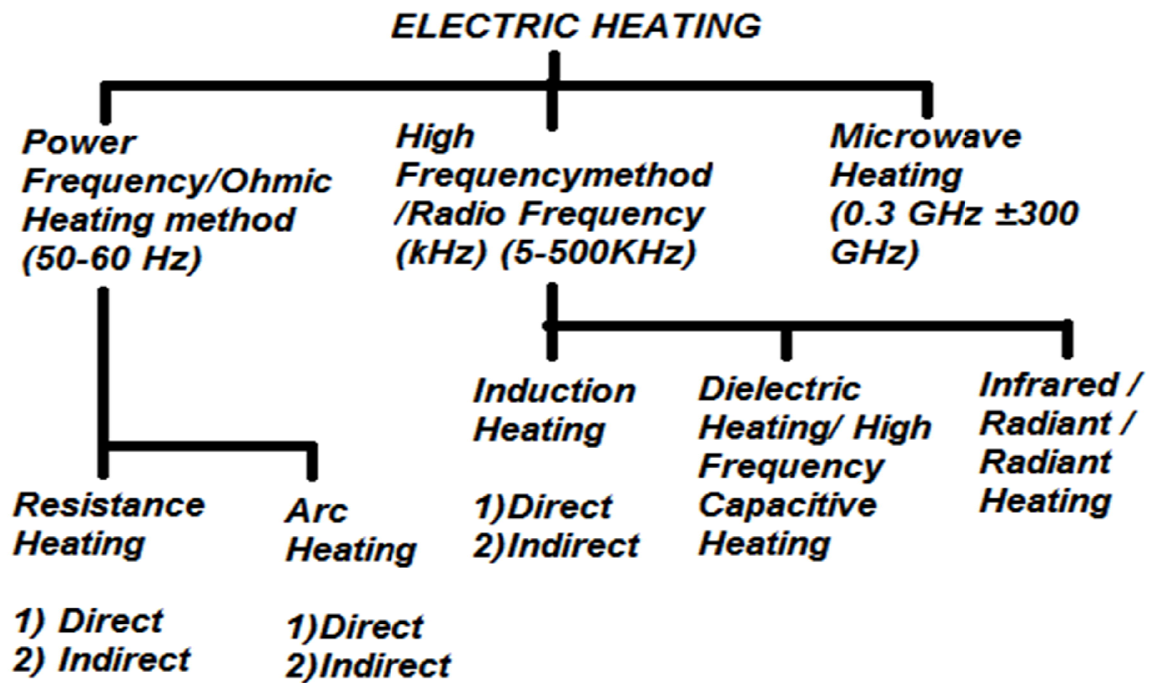 ELECTRIC HEATING
Power
Frequency/Ohmic
Heating method
(50-60 Hz)
High
Frequencymethod
/Radio Frequency
(kHz) (5-500KHz)
Microwave
Heating
(0.3 GHz ±300
GHz)
Resistance
Heating
1) Direct
2) Indirect
Arc
Heating
1)Direct
2)Indirect
Induction
Heating
1)Direct
2)Indirect
Dielectric
Heating/ High
Frequency
Capacitive
Heating
Infrared /
Radiant /
Radiant
Heating